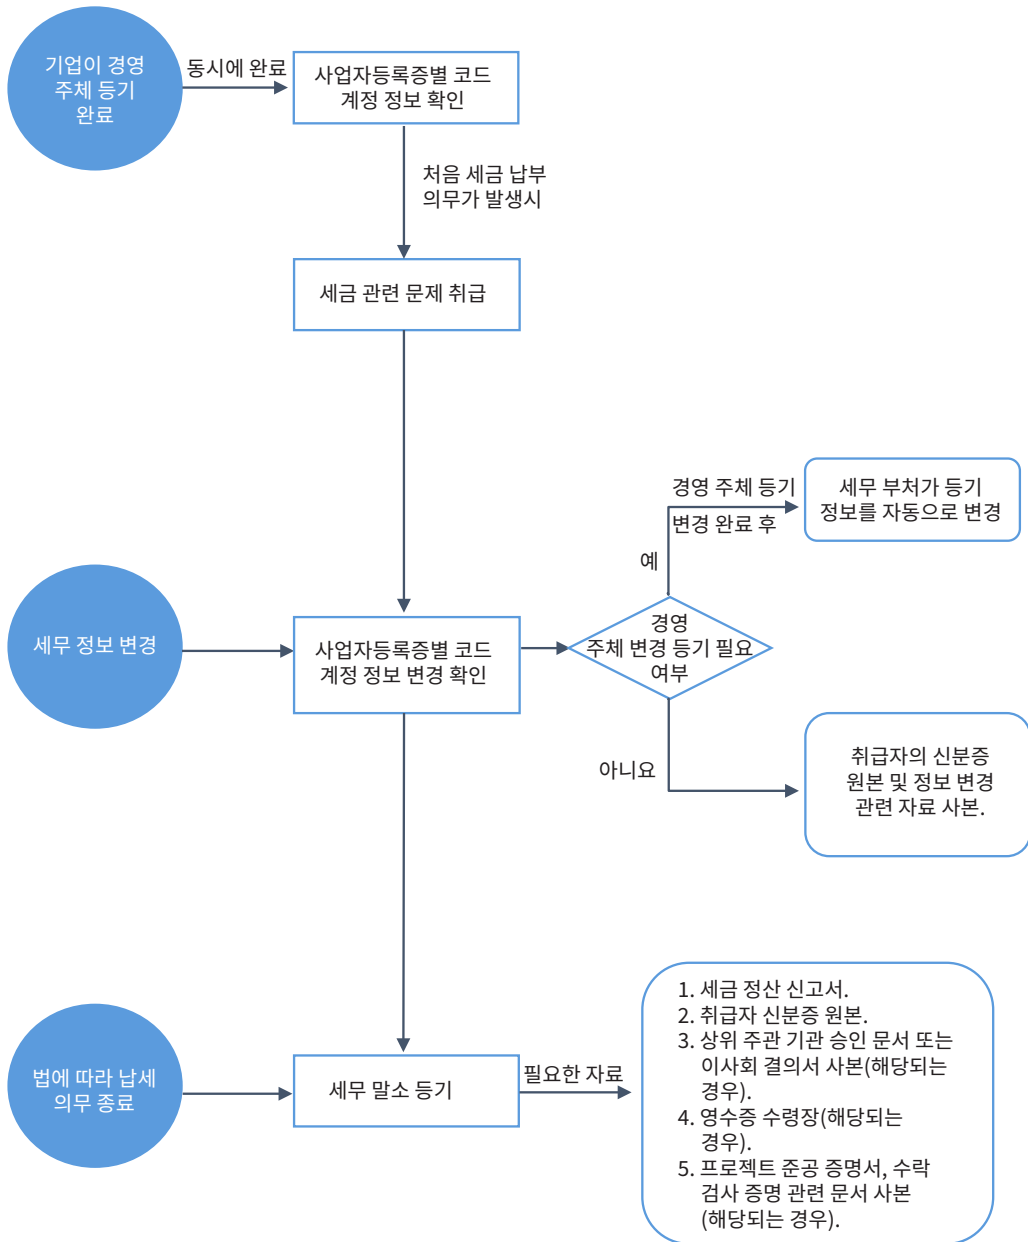 기업이 경영
주체 등기
완료
동시에 완료
사업자등록증별 코드
계정 정보 확인
처음 세금 납부
의무가 발생시
세금 관련 문제 취급
경영 주체 등기
변경 완료 후
세무 부처가 등기
정보를 자동으로 변경
예
세무 정보 변경
사업자등록증별 코드
계정 정보 변경 확인
경영
주체 변경 등기 필요
여부
아니요
취급자의 신분증
원본 및 정보 변경
관련 자료 사본.
법에 따라 납세
의무 종료
세무 말소 등기
필요한 자료
1. 세금 정산 신고서.
2. 취급자 신분증 원본.
3. 상위 주관 기관 승인 문서 또는
이사회 결의서 사본(해당되는
경우).
4. 영수증 수령장(해당되는
경우).
5. 프로젝트 준공 증명서, 수락
검사 증명 관련 문서 사본
(해당되는 경우).